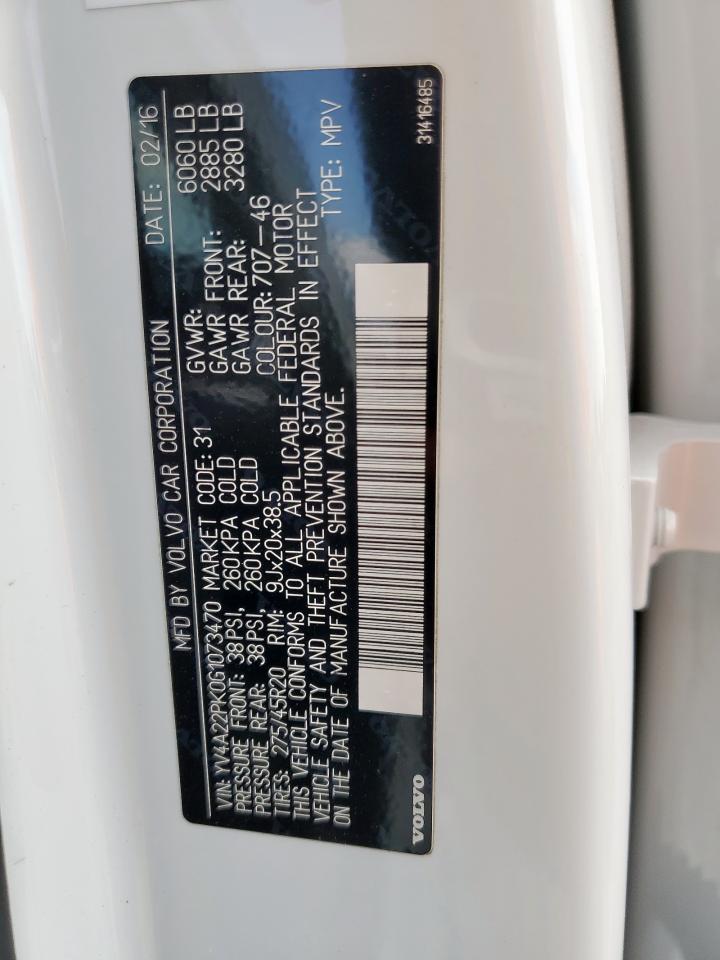 MFD BY VOLVO CAR CORPORATION DATE: 02/16
VIN: YV4A22PK0G1073470 MARKET CODE: 31 GVWR: 6060 LB
PRESSURE FRONT: 38PSI, 260KPA COLD GAWR FRONT: 2885 LB
PRESSURE REAR: 38PSI, 260KPA COLD GAWR REAR: 3280 LB
TIRES: 275/45R20 RIM: 9Jx20x38.5 COLOUR: 707-46
THIS VEHICLE CONFORMS TO ALL APPLICABLE FEDERAL MOTOR
VEHICLE SAFETY AND THEFT PREVENTION STANDARDS IN EFFECT
ON THE DATE OF MANUFACTURE SHOWN ABOVE. TYPE: MPV
VOLVO 31416485